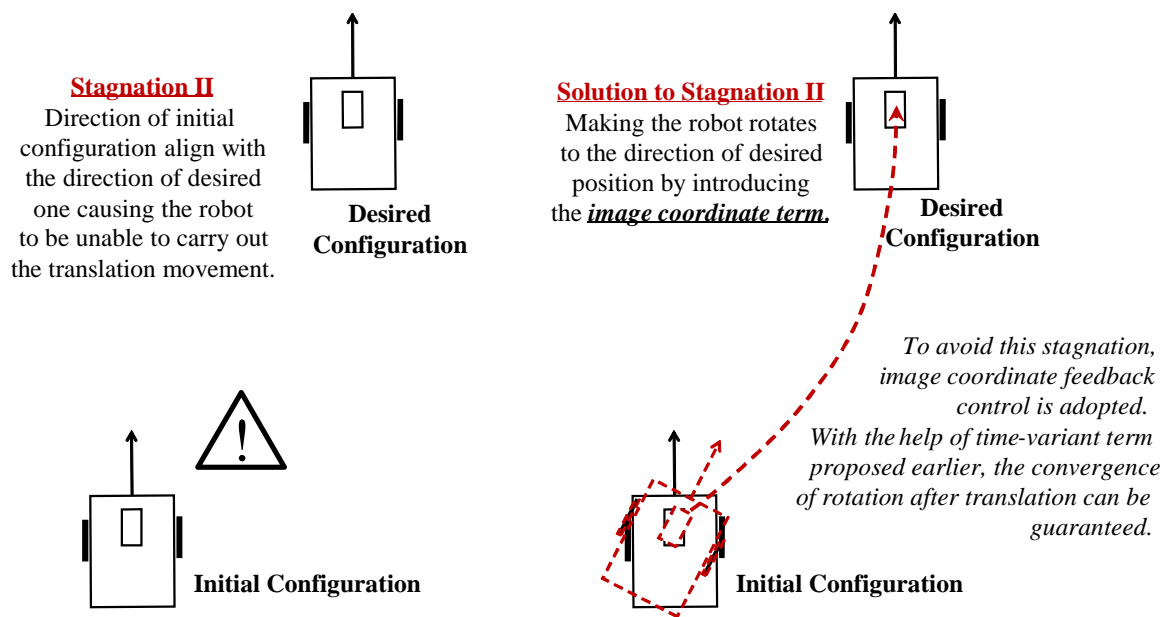 Stagnation II
Direction of initial
configuration align with
the direction of desired
one causing the robot
to be unable to carry out
the translation movement.
Desired
Configuration
!
Initial Configuration
Solution to Stagnation II
Making the robot rotates
to the direction of desired
position by introducing
the image coordinate term.
Desired
Configuration
To avoid this stagnation,
image coordinate feedback
control is adopted.
With the help of time-variant term
proposed earlier, the convergence
of rotation after translation can be
guaranteed.
Initial Configuration